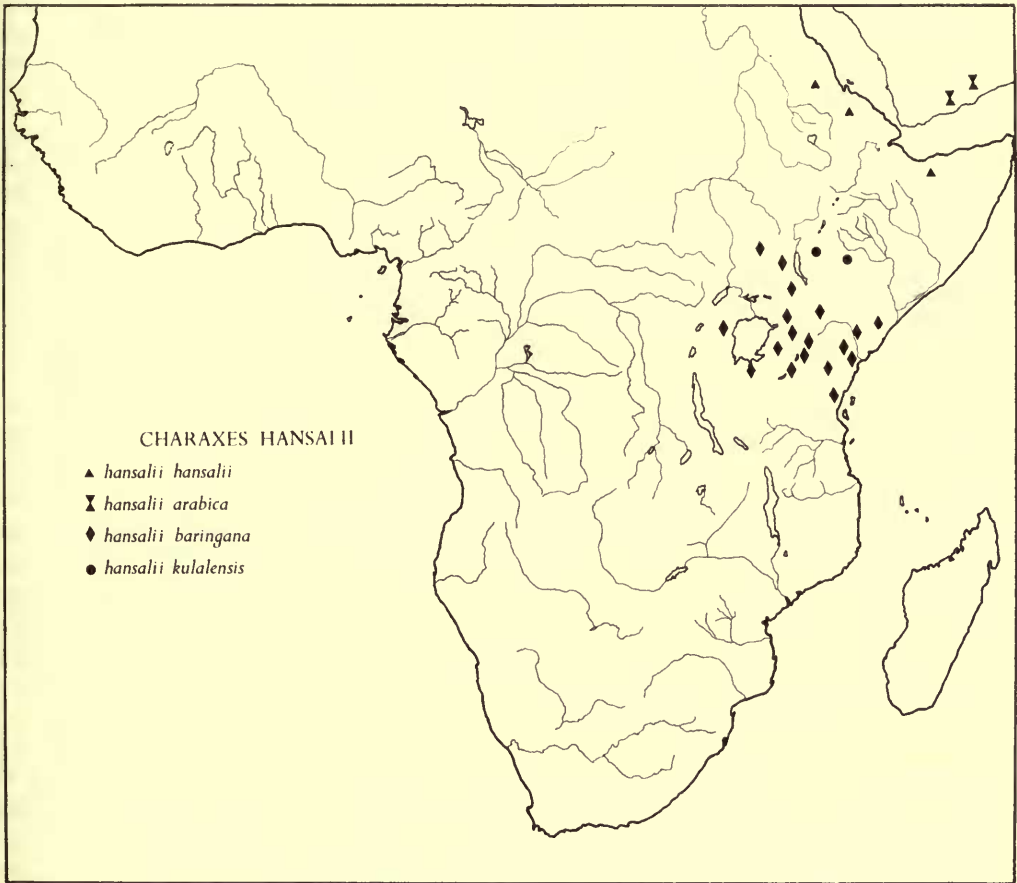 CHARAXES HANSALII
▲ hansalii hansalii
⧗ hansalii arabica
♦ hansalii baringana
● hansalii kulalensis